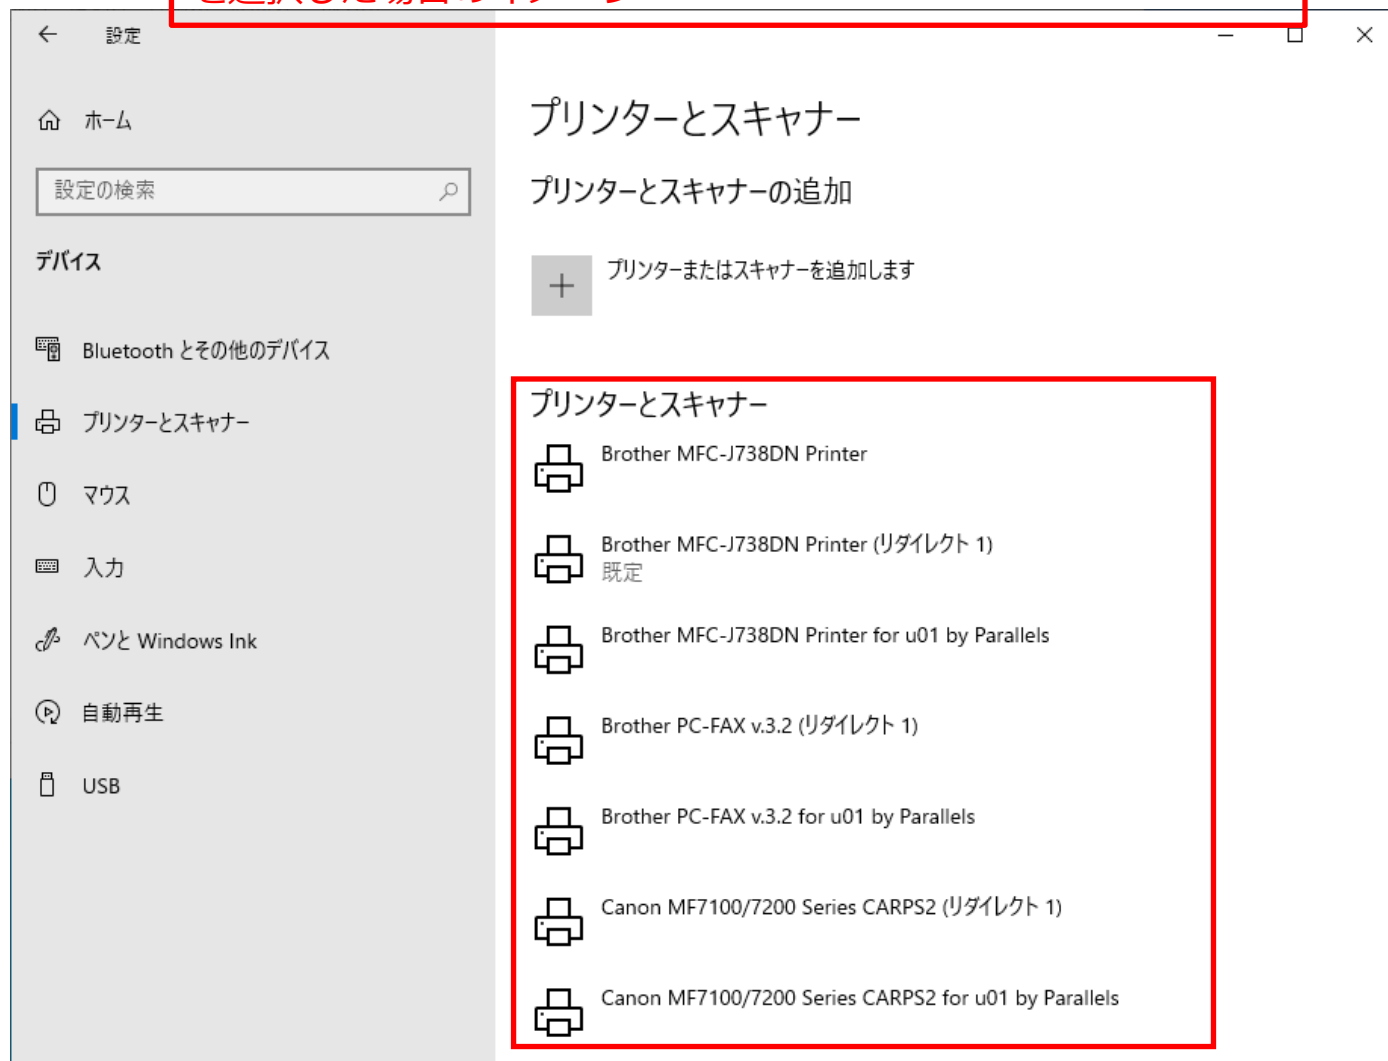 設定
ホーム
設定の検索
デバイス
Bluetooth とその他のデバイス
プリンターとスキャナー
マウス
入力
ペンと Windows Ink
自動再生
USB
プリンターとスキャナー
プリンターとスキャナーの追加
プリンターまたはスキャナーを追加します
プリンターとスキャナー
Brother MFC-J738DN Printer
Brother MFC-J738DN Printer (リダイレクト 1)
既定
Brother MFC-J738DN Printer for u01 by Parallels
Brother PC-FAX v.3.2 (リダイレクト 1)
Brother PC-FAX v.3.2 for u01 by Parallels
Canon MF7100/7200 Series CARPS2 (リダイレクト 1)
Canon MF7100/7200 Series CARPS2 for u01 by Parallels